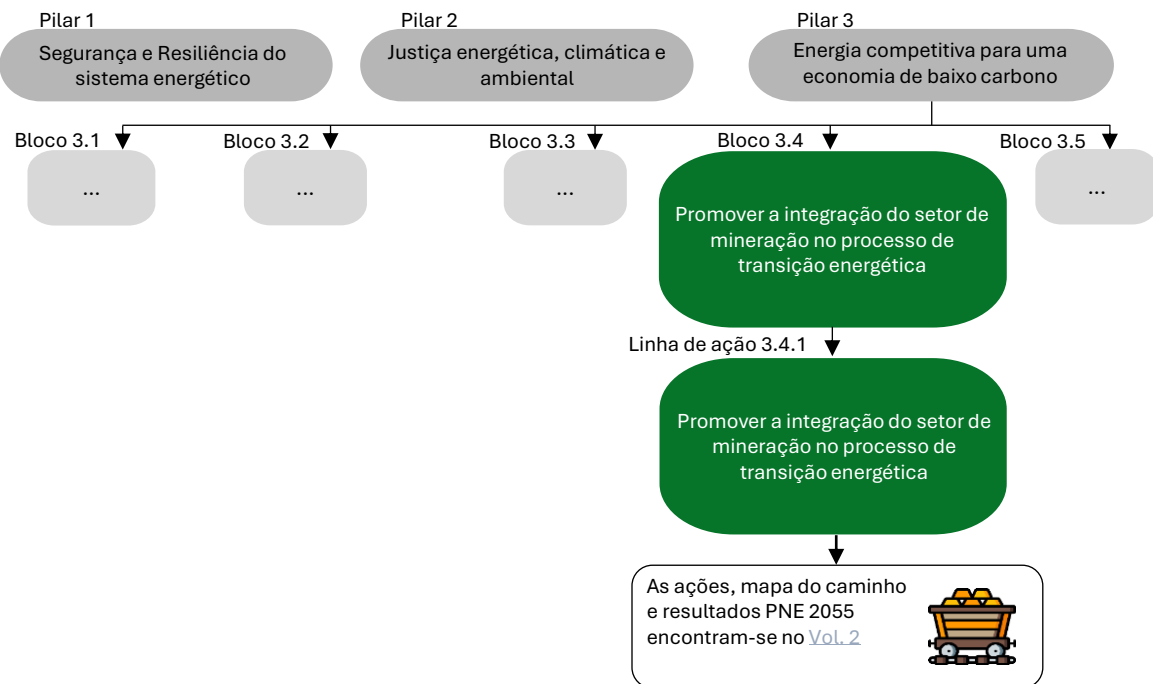 Pilar 1
Segurança e Resiliência do
sistema energético
Pilar 2
Justiça energética, climática e
ambiental
Pilar 3
Energia competitiva para uma
economia de baixo carbono
Bloco 3.1
...
Bloco 3.2
...
Bloco 3.3
...
Bloco 3.4
Promover a integração do setor de
mineração no processo de
transição energética
Bloco 3.5
...
Linha de ação 3.4.1
Promover a integração do setor de
mineração no processo de
transição energética
As ações, mapa do caminho
e resultados PNE 2055
encontram-se no Vol. 2